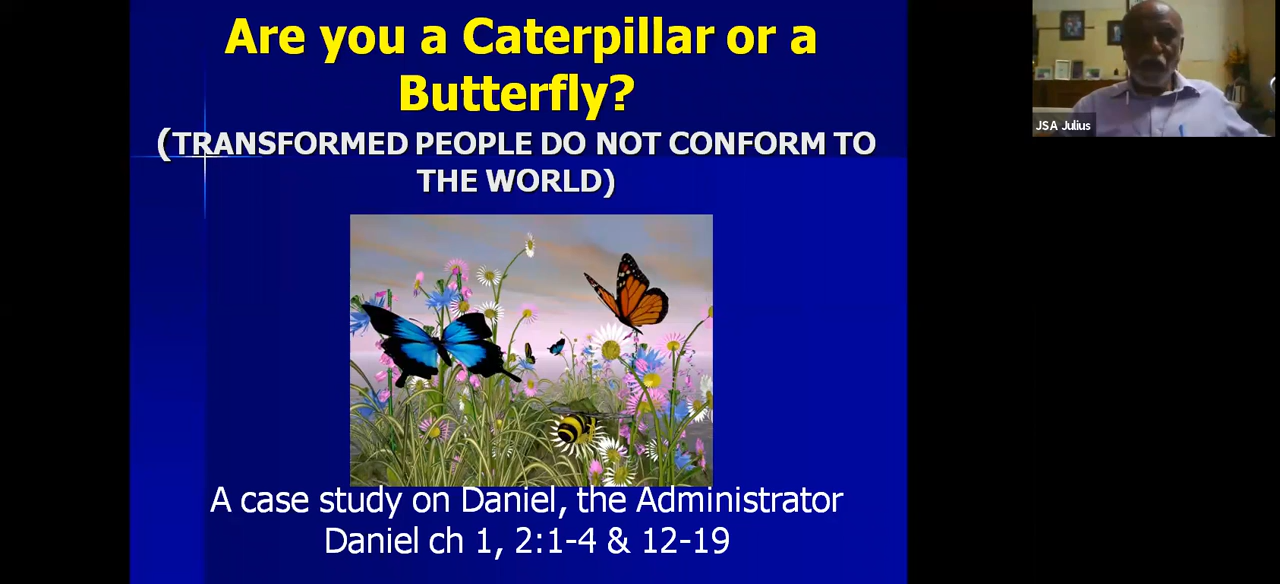 Are you a Caterpillar or a
Butterfly?
(TRANSFORMED PEOPLE DO NOT CONFORM TO
THE WORLD)
A case study on Daniel, the Administrator
Daniel ch 1, 2:1-4 & 12-19
JSA Julius